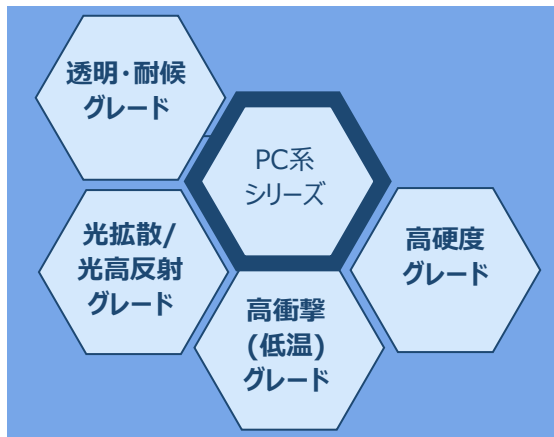 透明・耐候
グレード
PC系
シリーズ
光拡散/
光高反射
グレード
高硬度
グレード
高衝撃
(低温)
グレード